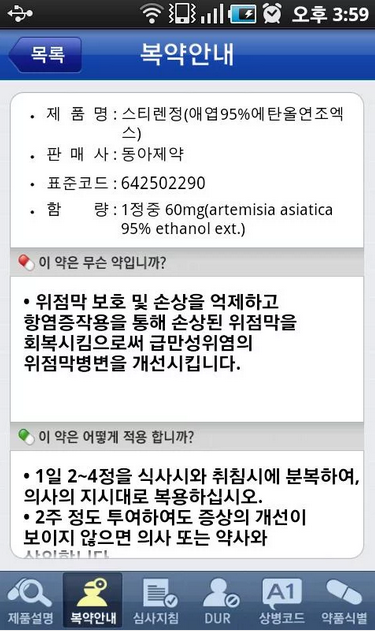 오후 3:59
목록
복약안내
• 제 품 명 : 스티렌정(애엽95%에탄올연조엑
스)
• 판 매 사 : 동아제약
• 표준코드 : 642502290
• 함 량 : 1정중 60mg(artemisia asiatica
95% ethanol ext.)
이 약은 무슨 약입니까?
• 위점막 보호 및 손상을 억제하고
항염증작용을 통해 손상된 위점막을
회복시킴으로써 급만성위염의
위점막병변을 개선시킵니다.
이 약은 어떻게 적용 합니까?
• 1일 2~4정을 식사시와 취침시에 분복하여,
의사의 지시대로 복용하십시오.
• 2주 정도 투여하여도 증상의 개선이
보이지 않으면 의사 또는 약사와
상의합니다
제품설명 복약안내 심사지침 DUR A1 상병코드 약품식별